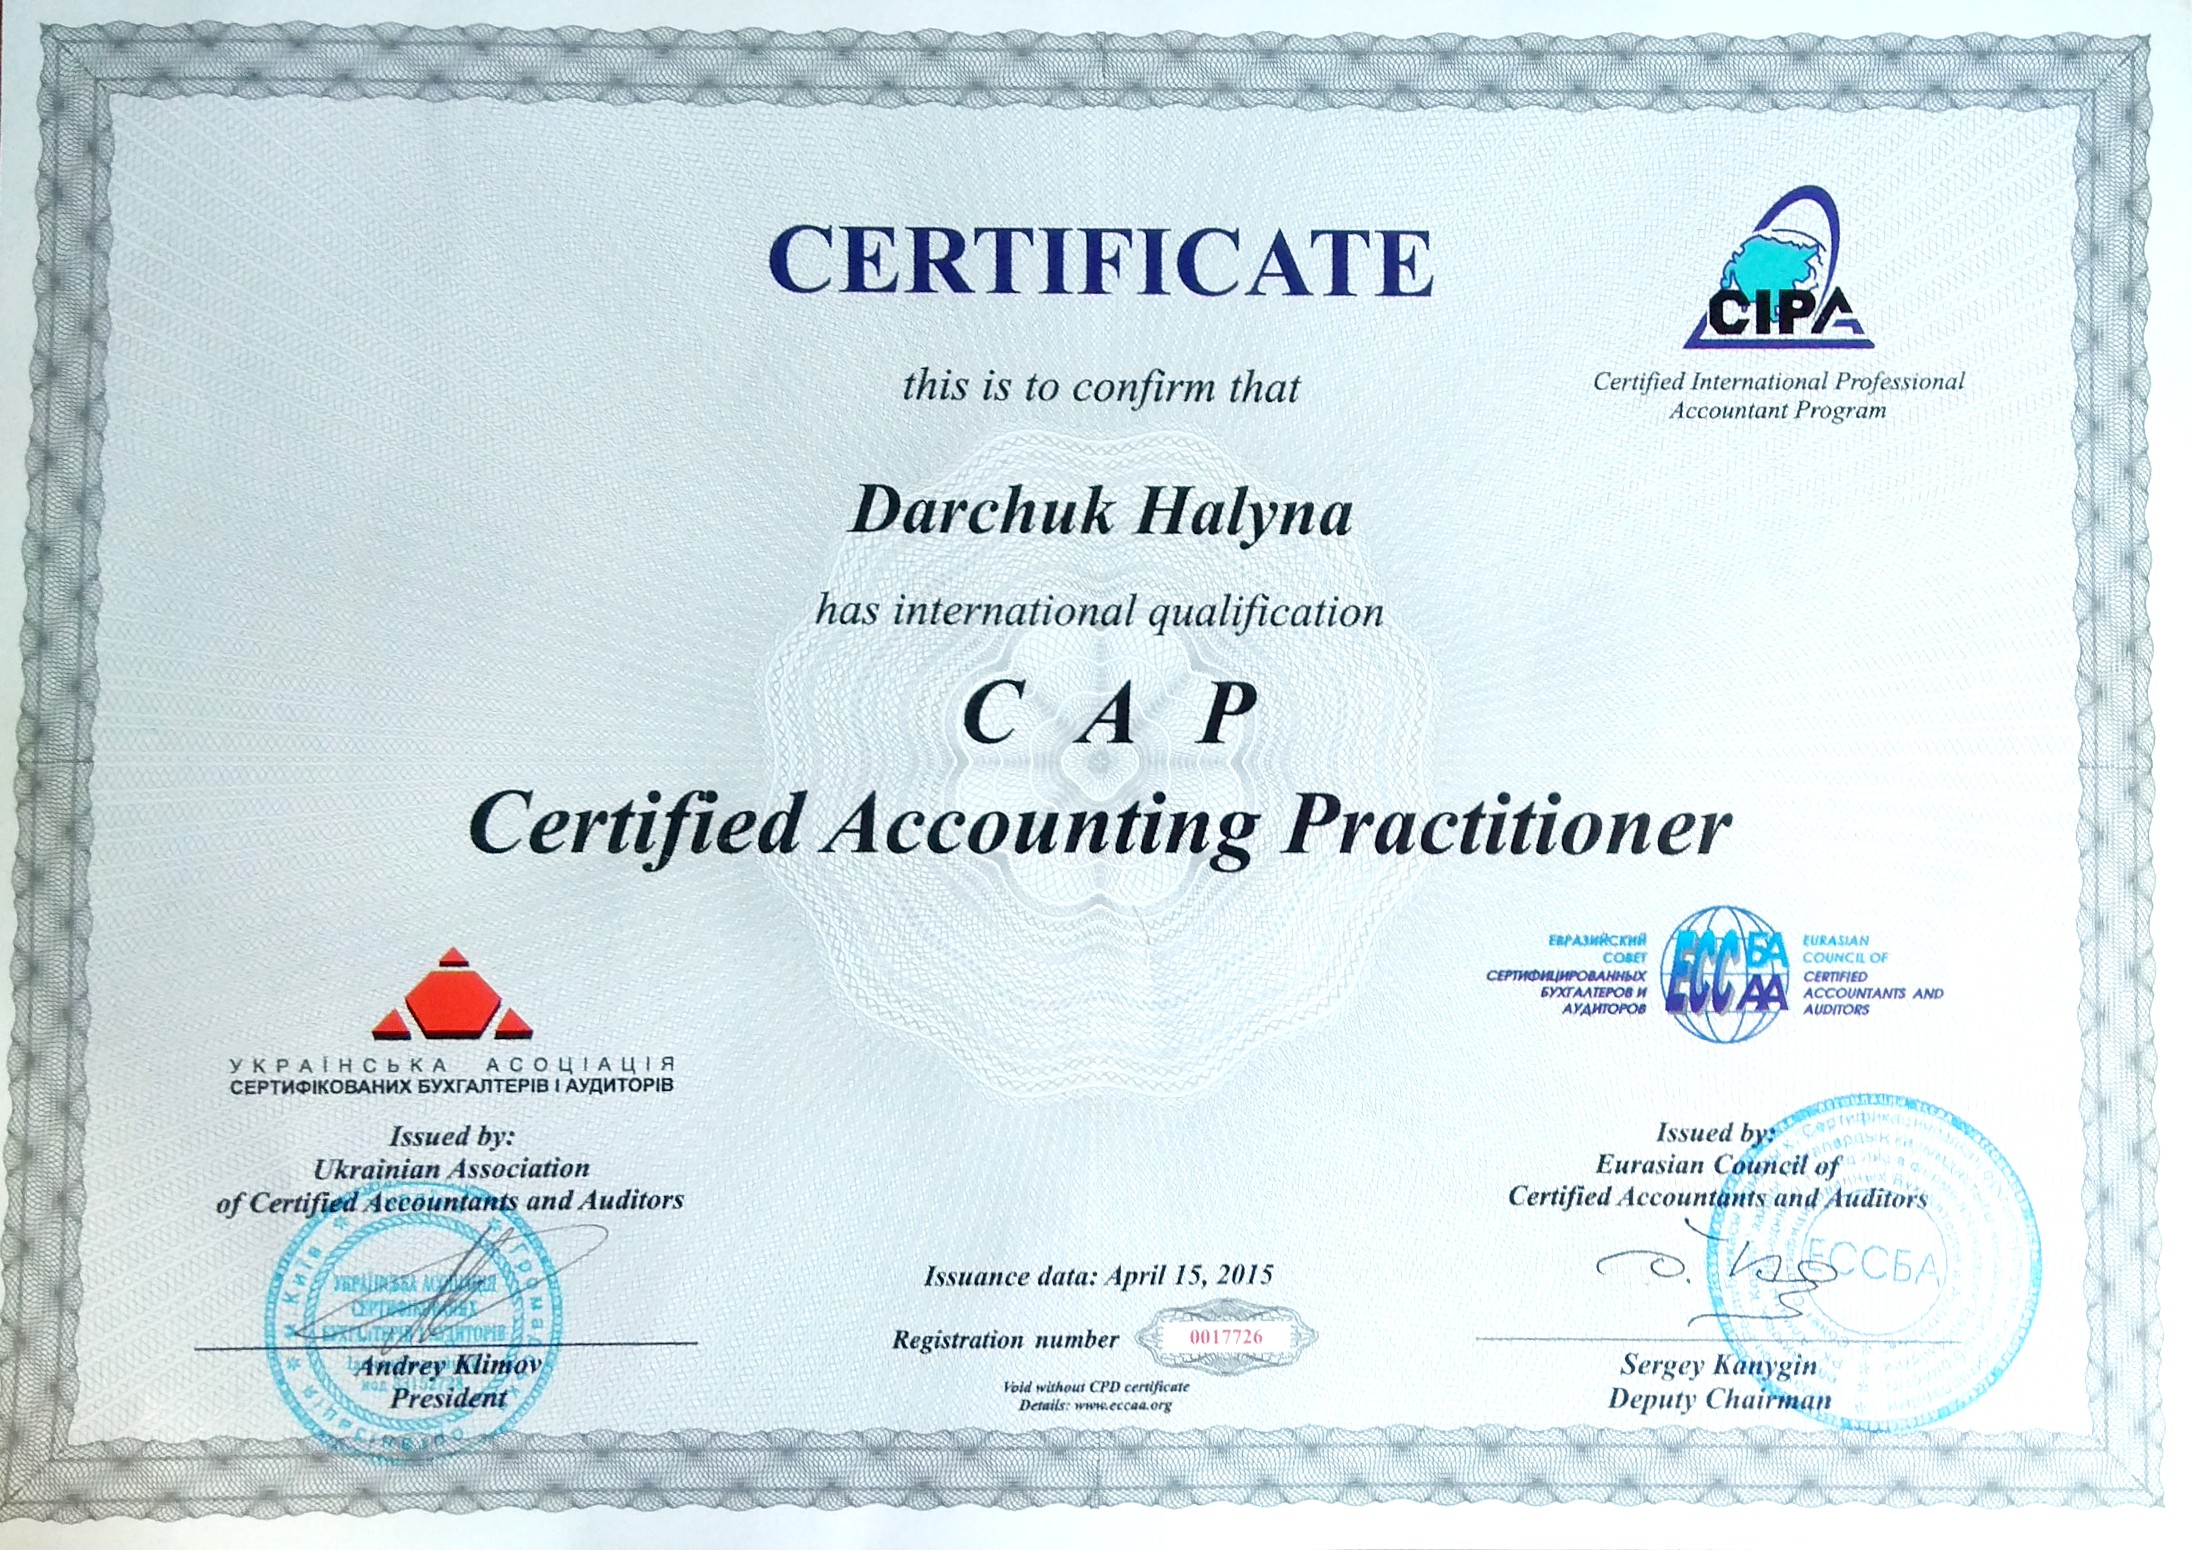 CERTIFICATE
CIPA
Certified International Professional
Accountant Program
this is to confirm that
Darchuk Halyna
has international qualification
C A P
Certified Accounting Practitioner
УКРАЇНСЬКА АСОЦІАЦІЯ
СЕРТИФІКОВАНИХ БУХГАЛТЕРІВ І АУДИТОРІВ
Issued by:
Ukrainian Association
of Certified Accountants and Auditors
м Київ
УКРАЇНСЬКА АСОЦІАЦІЯ
СЕРТИФІКОВАНИХ
БУХГАЛТЕРІВ І АУДИТОРІВ
Andrey Klimov
President
Issuance data: April 15, 2015
Registration number 0017726
Void without CPD certificate
Details: www.eccaa.org
ЕВРАЗИЙСКИЙ
СОВЕТ
СЕРТИФИЦИРОВАННЫХ
БУХГАЛТЕРОВ И
АУДИТОРОВ
ECC БА
АА
EURASIAN
COUNCIL OF
CERTIFIED
ACCOUNTANTS AND
AUDITORS
Issued by:
Eurasian Council of
Certified Accountants and Auditors
ЕССБА
Sergey Kanygin
Deputy Chairman